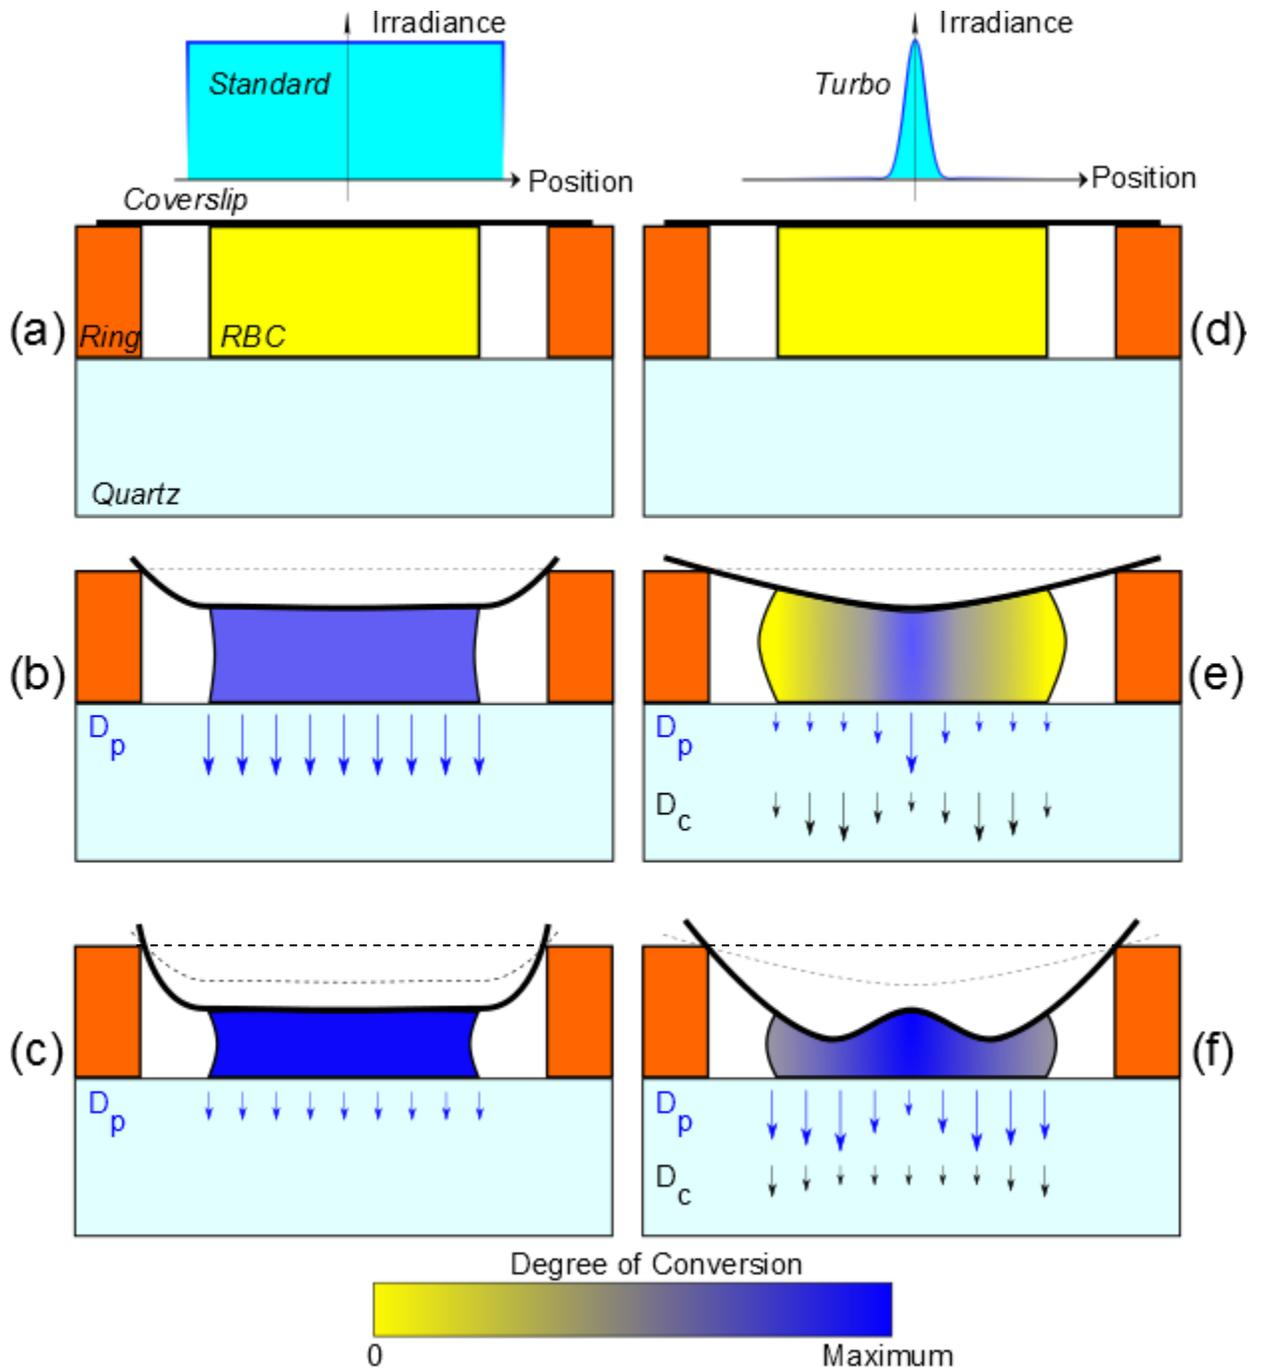 Irradiance
Irradiance
Standard
Turbo
Position
Position
Coverslip
(a)
Ring
RBC
(d)
Quartz
(b)
(e)
Dp
Dp
Dc
(c)
(f)
Dp
Dp
Dc
Degree of Conversion
0
Maximum